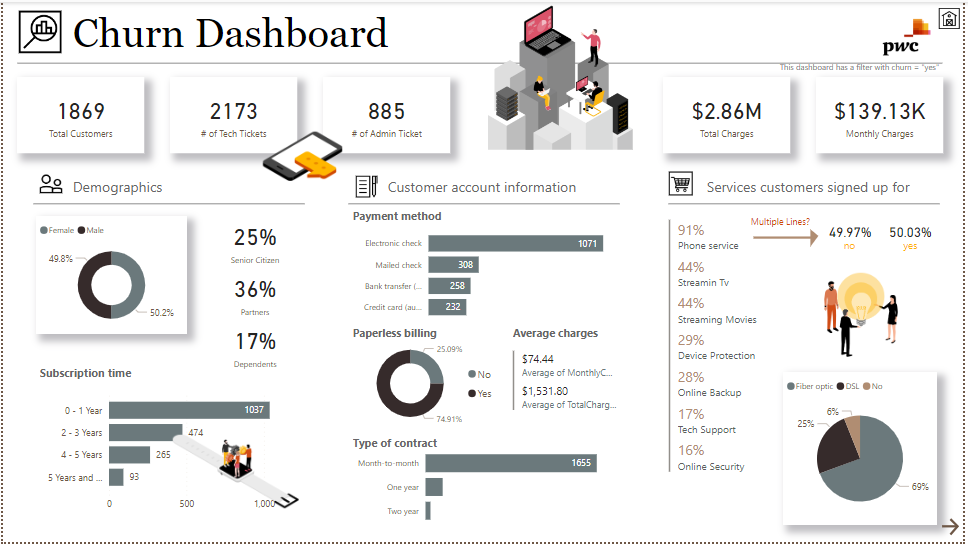 Churn Dashboard
pwc
This dashboard has a filter with churn = "yes"
1869
Total Customers
2173
# of Tech Tickets
885
# of Admin Ticket
$2.86M
Total Charges
$139.13K
Monthly Charges
Demographics
Female Male
49.8%
50.2%
25%
Senior Citizen
36%
Partners
17%
Dependents
Subscription time
0 - 1 Year 1037
2 - 3 Years 474
4 - 5 Years 265
5 Years and ... 93
0 500 1,000
Customer account information
Payment method
Electronic check 1071
Mailed check 308
Bank transfer (... 258
Credit card (au... 232
Paperless billing
25.09%
74.91%
No
Yes
Average charges
$74.44
Average of MonthlyC...
$1,531.80
Average of TotalCharg...
Type of contract
Month-to-month 1655
One year
Two year
Services customers signed up for
91%
Phone service
Multiple Lines?
49.97%
no
50.03%
yes
44%
Streamin Tv
44%
Streaming Movies
29%
Device Protection
28%
Online Backup
17%
Tech Support
16%
Online Security
Fiber optic DSL No
6%
25%
69%